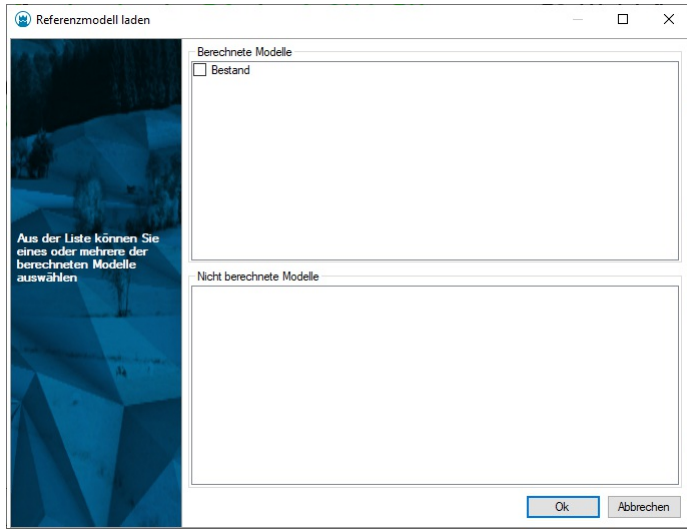 Referenzmodell laden
Berechnete Modelle
Bestand
Aus der Liste können Sie
eines oder mehrere der
berechneten Modelle
auswählen
Nicht berechnete Modelle
Ok
Abbrechen